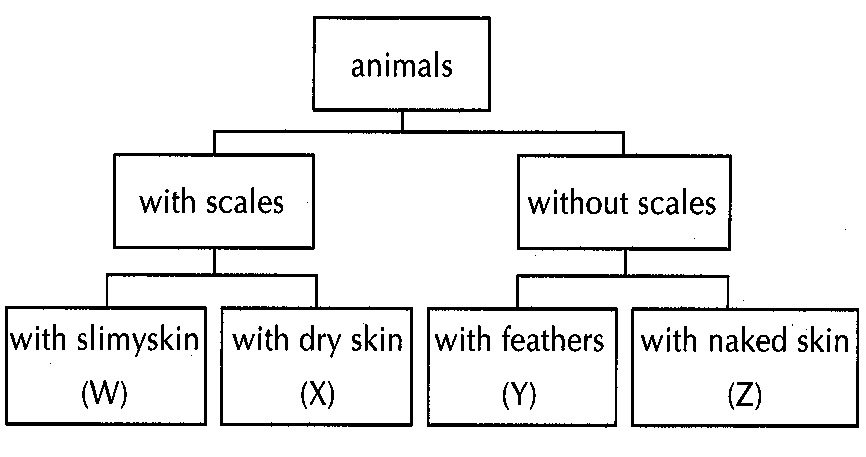 animals
with scales
without scales
with slimyskin
(W)
with dry skin
(X)
with feathers
(Y)
with naked skin
(Z)